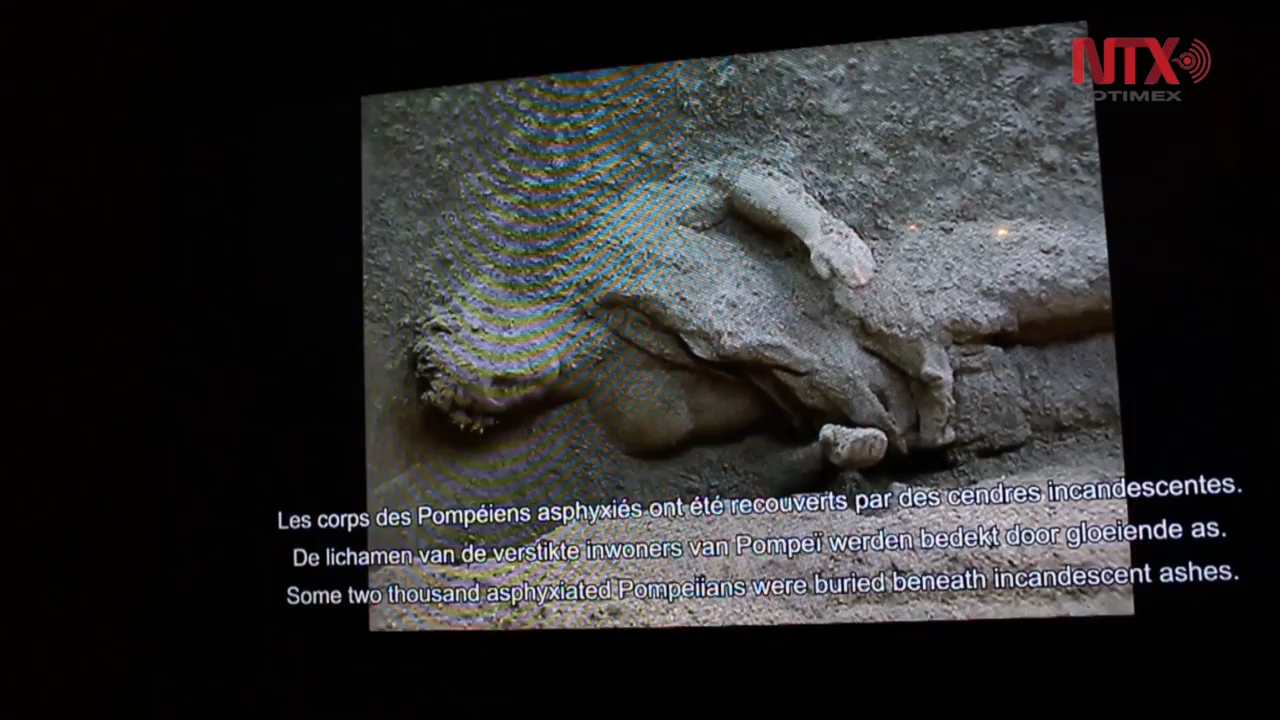 NTX
NOTIMEX
Les corps des Pompéiens asphyxiés ont été recouverts par des cendres incandescentes.
De lichamen van de verstikte inwoners van Pompeï werden bedekt door gloeiende as.
Some two thousand asphyxiated Pompeiians were buried beneath incandescent ashes.